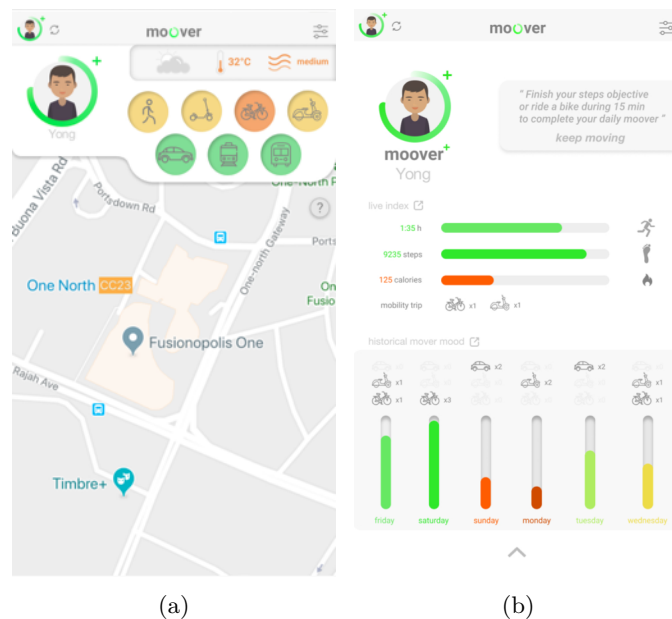 moover
32°C
medium
Yong
One-North
Buona Vista Rd
Portsdown Rd
One-north Gateway
?
Ports
One North CC23
On
Fusio
Fusionopolis One
Rajah Ave
Timbre+
(a)
moover
" Finish your steps objective
or ride a bike during 15 min
to complete your daily moover "
keep moving
moover+
Yong
live index
1:35 h
9235 steps
125 calories
mobility trip x1 x1
historical mover mood
x2 x2
x1 x2 x1
x1 x3 x1
friday saturday sunday monday tuesday wednesday
(b)